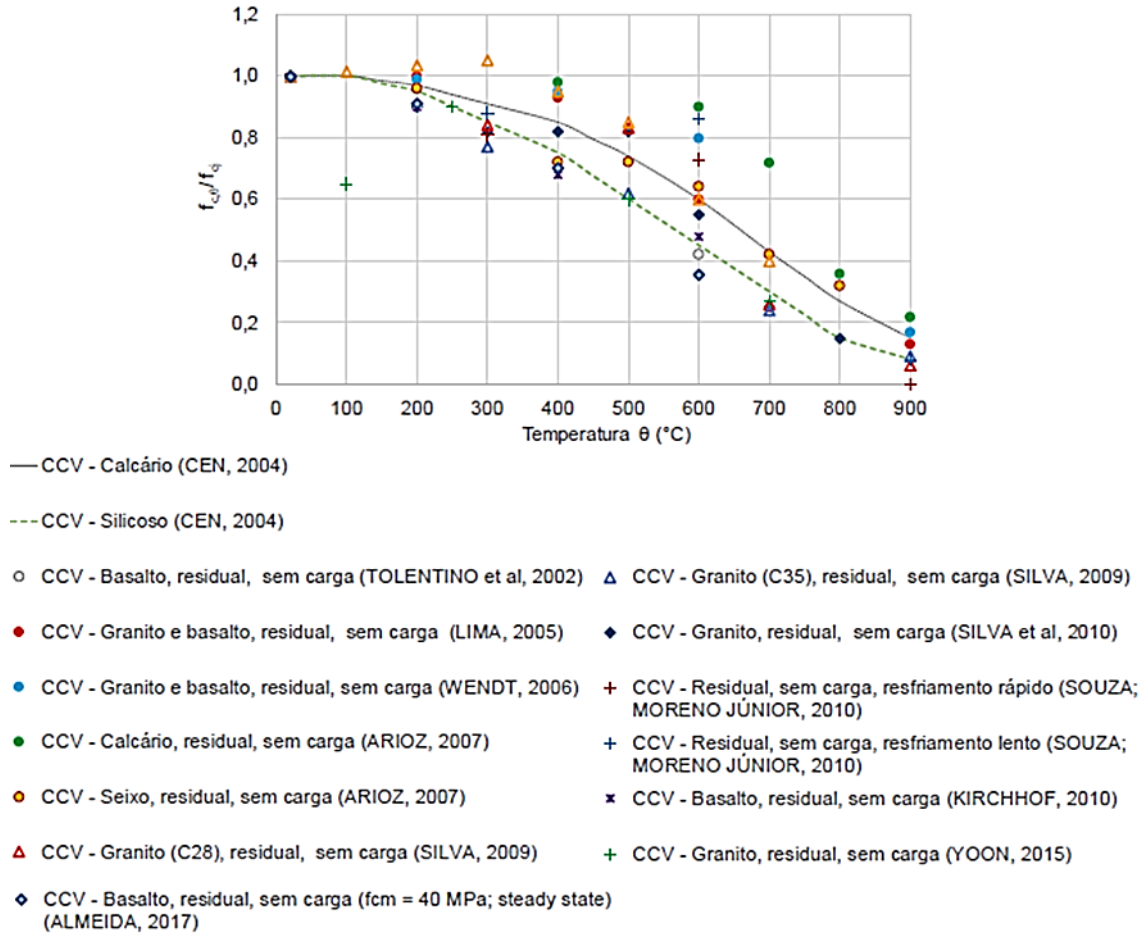 1,2
1,0
0,8
0,6
0,4
0,2
0,0
fc,θ/fcj
0 100 200 300 400 500 600 700 800 900
Temperatura θ (°C)
CCV - Calcário (CEN, 2004)
CCV - Silicoso (CEN, 2004)
CCV - Basalto, residual, sem carga (TOLENTINO et al, 2002)
CCV - Granito e basalto, residual, sem carga (LIMA, 2005)
CCV - Granito e basalto, residual, sem carga (WENDT, 2006)
CCV - Calcário, residual, sem carga (ARIOZ, 2007)
CCV - Seixo, residual, sem carga (ARIOZ, 2007)
CCV - Granito (C28), residual, sem carga (SILVA, 2009)
CCV - Basalto, residual, sem carga (fcm = 40 MPa; steady state)
(ALMEIDA, 2017)
CCV - Granito (C35), residual, sem carga (SILVA, 2009)
CCV - Granito, residual, sem carga (SILVA et al, 2010)
CCV - Residual, sem carga, resfriamento rápido (SOUZA;
MORENO JÚNIOR, 2010)
CCV - Residual, sem carga, resfriamento lento (SOUZA;
MORENO JÚNIOR, 2010)
CCV - Basalto, residual, sem carga (KIRCHHOF, 2010)
CCV - Granito, residual, sem carga (YOON, 2015)